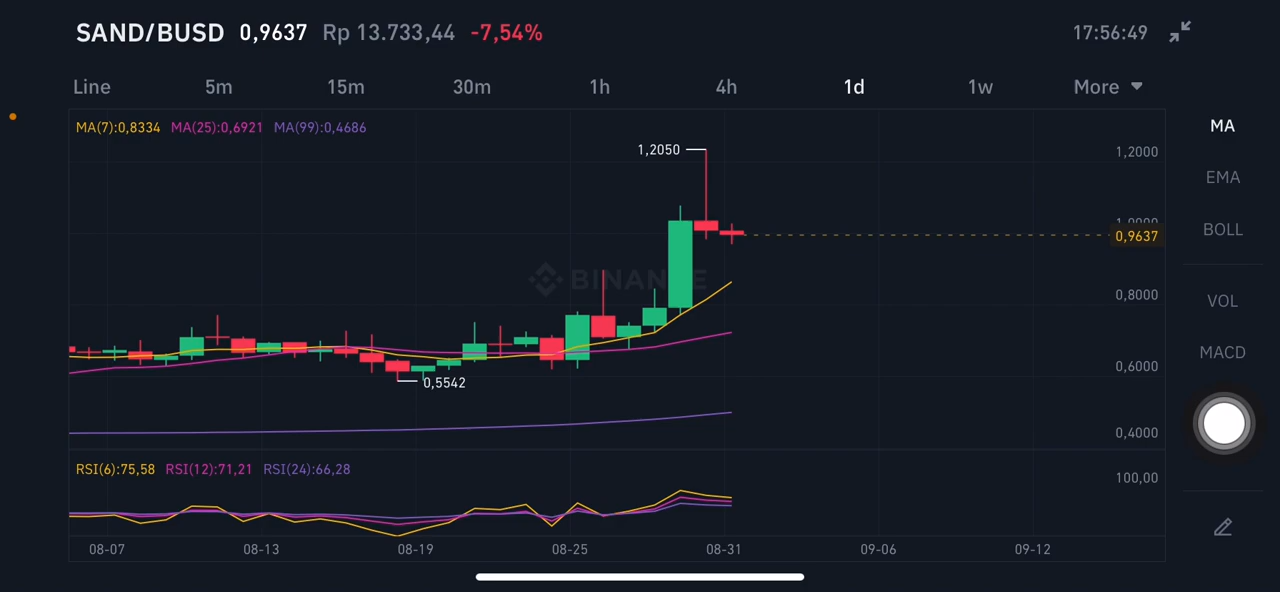 SAND/BUSD 0,9637 Rp 13.733,44 -7,54% 17:56:49
Line 5m 15m 30m 1h 4h 1d 1w More
MA(7):0,8334 MA(25):0,6921 MA(99):0,4686
MA
1,2050
1,2000
EMA
BOLL
0,9637
BINANCE
0,8000
VOL
MACD
0,6000
0,5542
0,4000
RSI(6):75,58 RSI(12):71,21 RSI(24):66,28
100,00
08-07 08-13 08-19 08-25 08-31 09-06 09-12